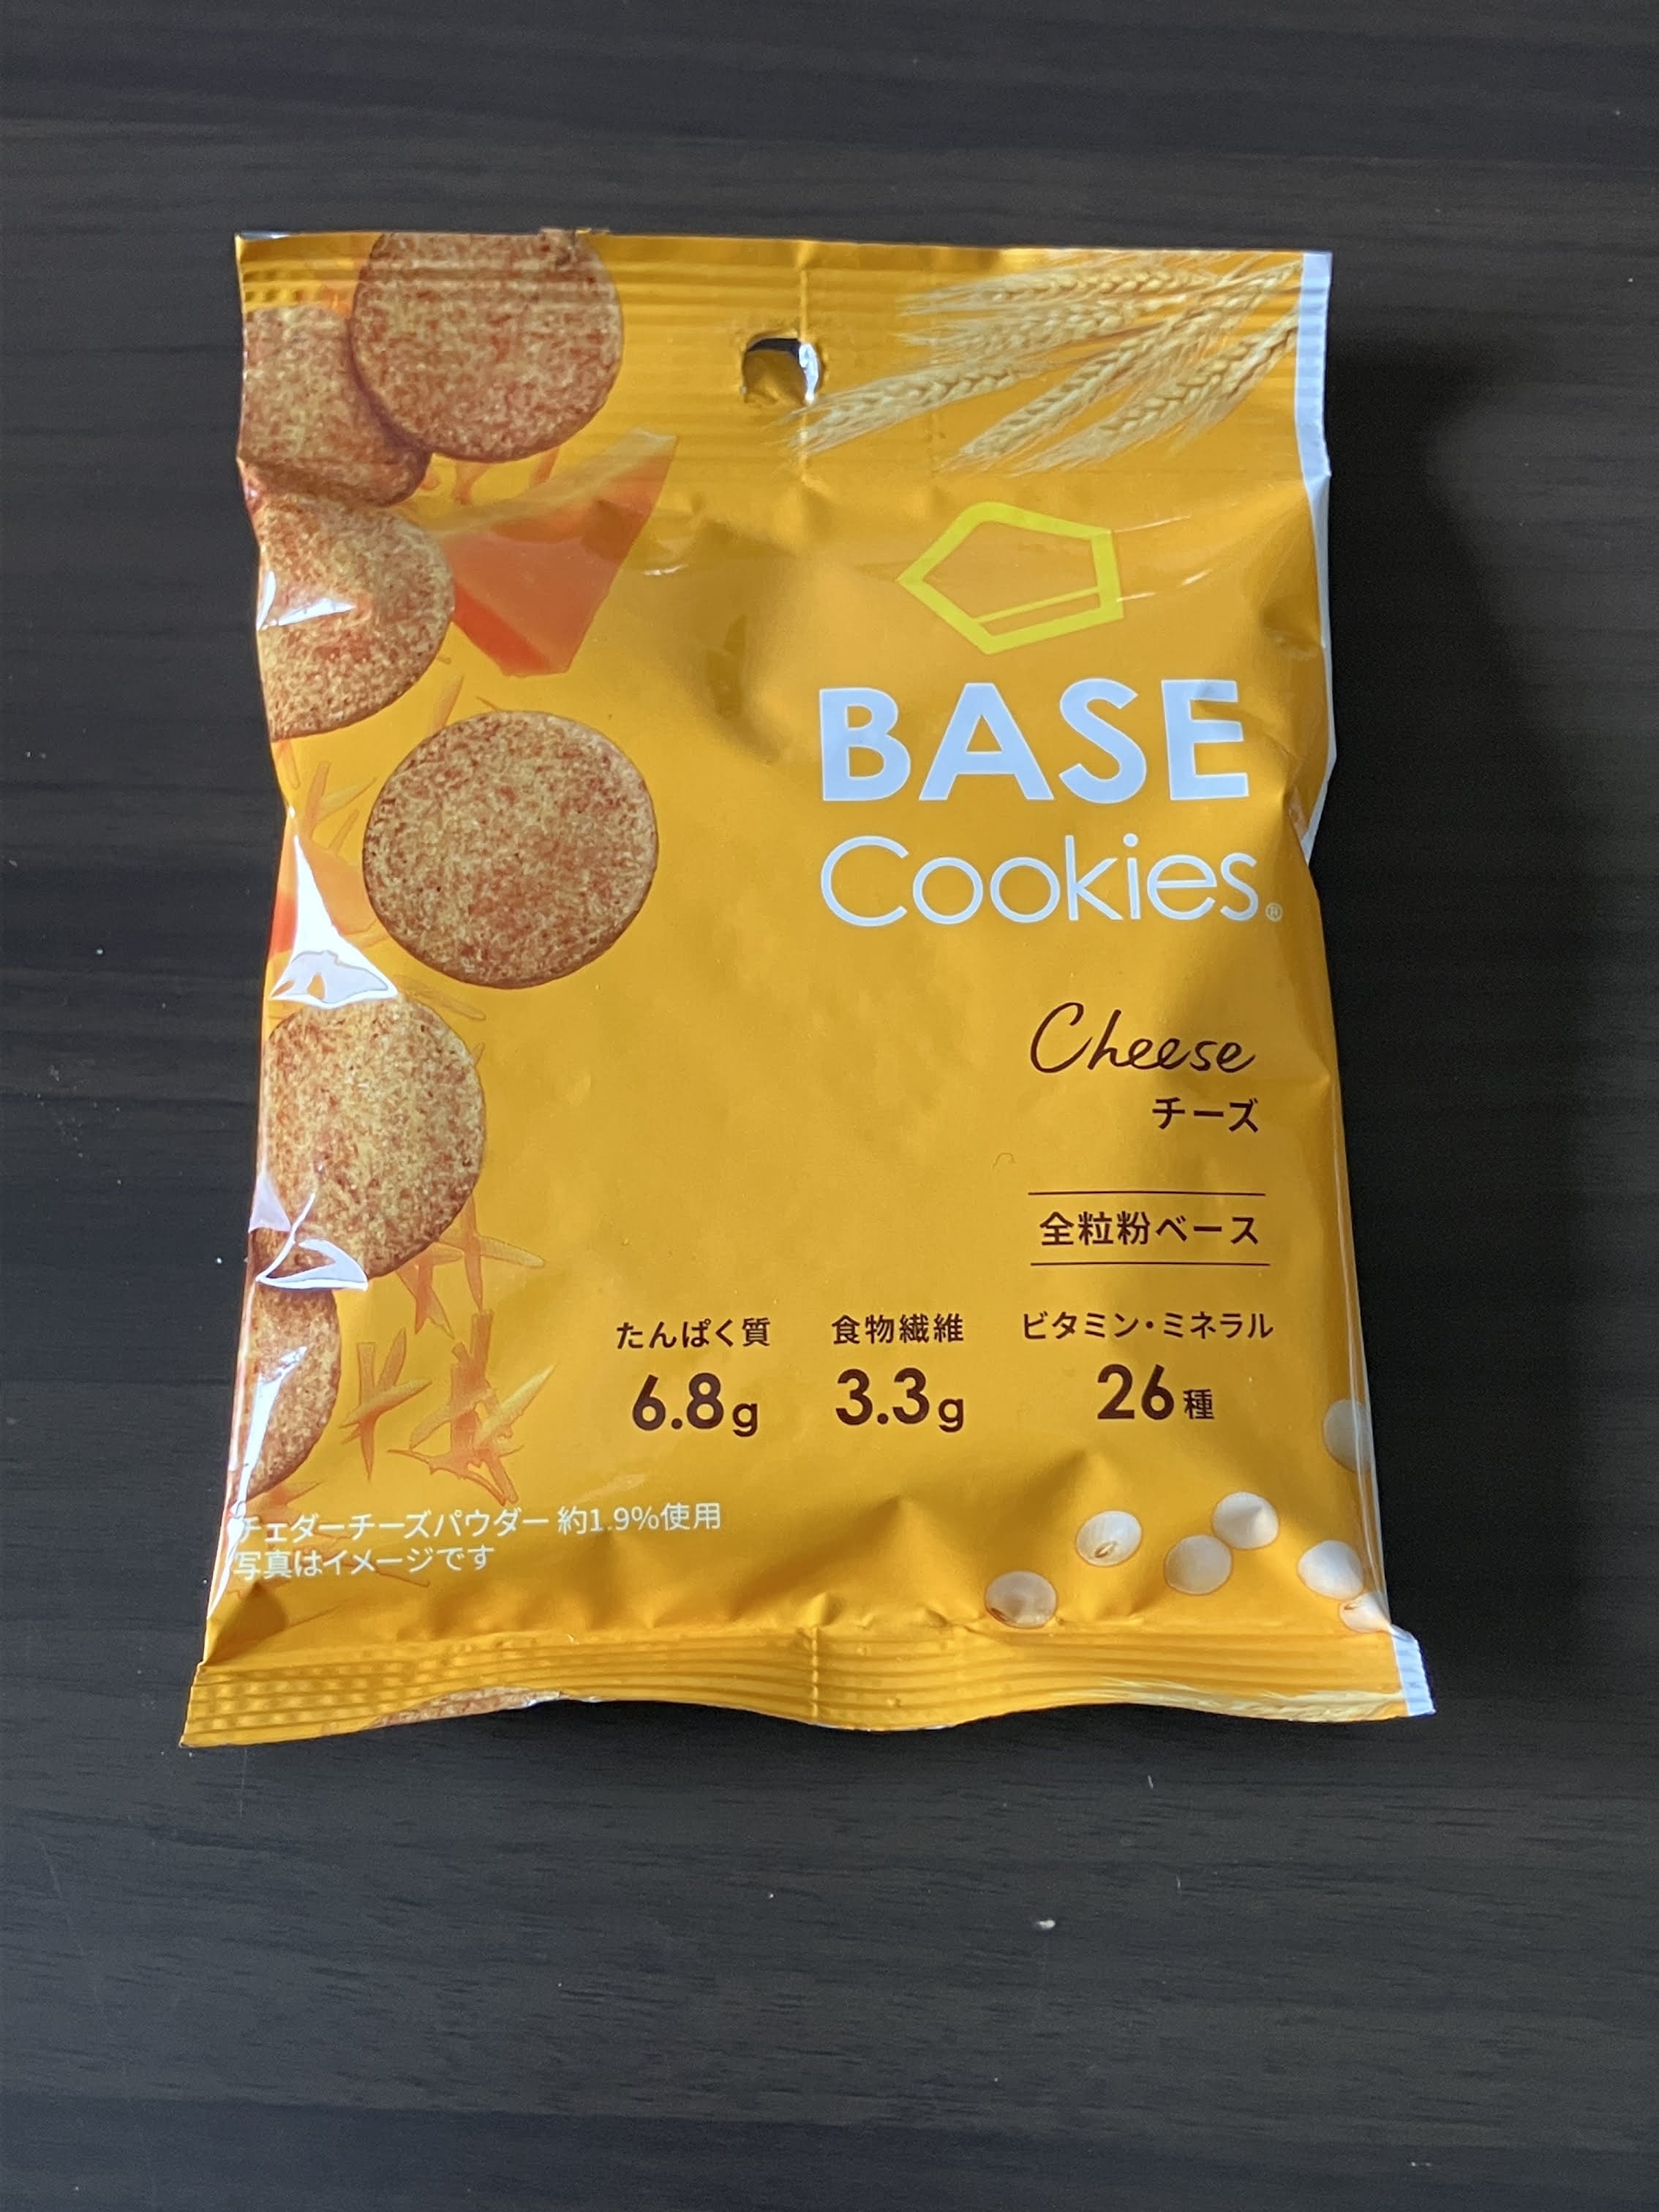 BASE
Cookies®
Cheese
チーズ
全粒粉ベース
たんぱく質 食物繊維 ビタミン・ミネラル
6.8g 3.3g 26種
チェダーチーズパウダー 約1.9%使用
写真はイメージです